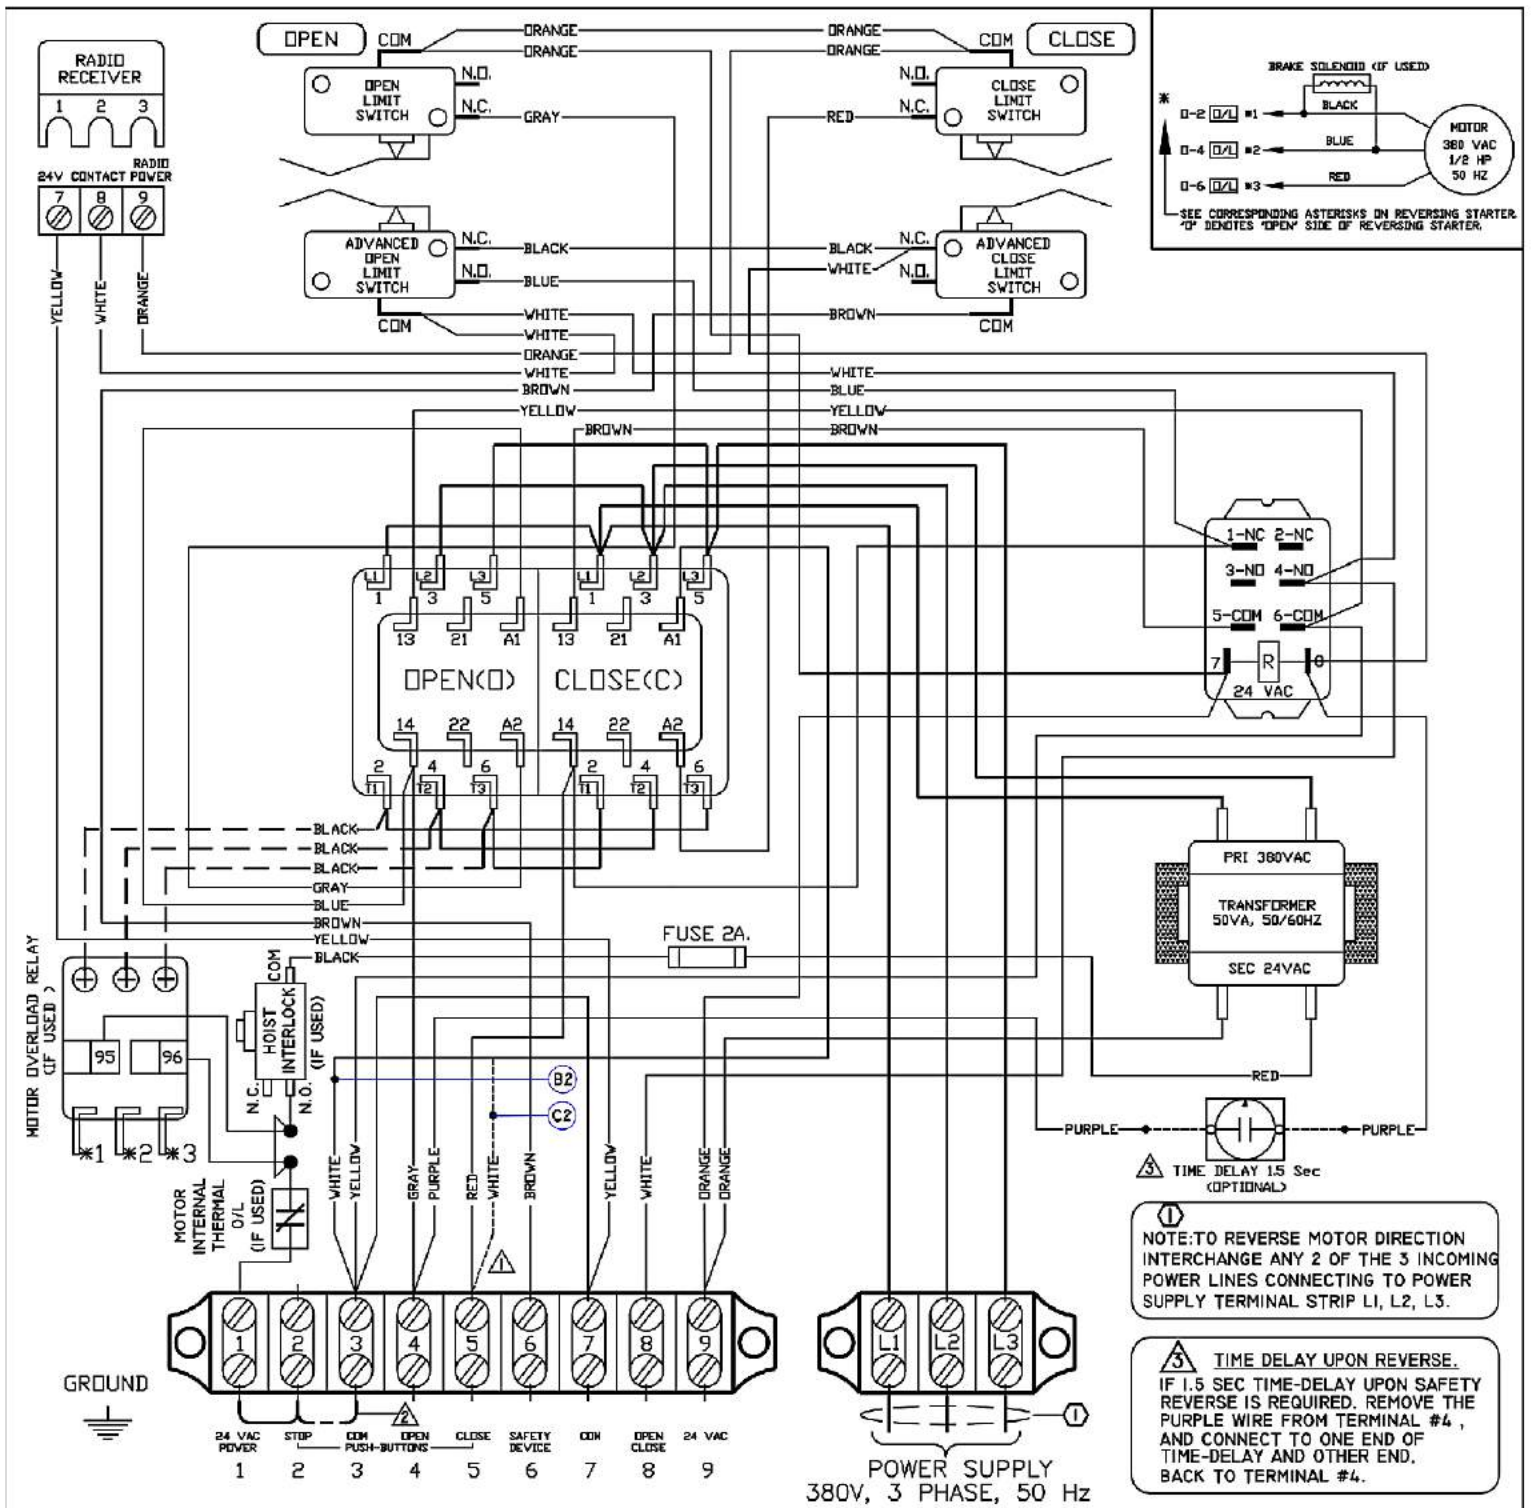 OPEN
COM
ORANGE
ORANGE
ORANGE
ORANGE
COM
CLOSE
RADIO
RECEIVER
1 2 3
OPEN
LIMIT
SWITCH
N.O.
N.C.
GRAY
N.O.
N.C.
RED
CLOSE
LIMIT
SWITCH
BRAKE SOLENOID (IF USED)
*
O-2 O/L #1
BLACK
O-4 O/L #2
BLUE
O-6 O/L #3
RED
MOTOR
380 VAC
1/2 HP
50 HZ
SEE CORRESPONDING ASTERISKS ON REVERSING STARTER.
"O" DENOTES "OPEN" SIDE OF REVERSING STARTER.
RADIO
24V CONTACT POWER
7 8 9
YELLOW
WHITE
ORANGE
ADVANCED
OPEN
LIMIT
SWITCH
N.C.
N.O.
COM
BLACK
BLUE
BLACK
WHITE
N.C.
N.O.
ADVANCED
CLOSE
LIMIT
SWITCH
COM
WHITE
BROWN
WHITE
ORANGE
WHITE
WHITE
BROWN
BLUE
YELLOW
YELLOW
BROWN
BROWN
1-NC 2-NC
3-NO 4-NO
5-COM 6-COM
7 R 8
24 VAC
L1 L2 L3 L1 L2 L3
1 3 5 1 3 5
13 21 A1 13 21 A1
OPEN(O) CLOSE(C)
14 22 A2 14 22 A2
2 4 6 2 4 6
T1 T2 T3 T1 T2 T3
BLACK
BLACK
BLACK
GRAY
BLUE
BROWN
YELLOW
BLACK
FUSE 2A.
PRI 380VAC
TRANSFORMER
50VA, 50/60HZ
SEC 24VAC
MOTOR OVERLOAD RELAY
(IF USED )
95 96
*1 *2 *3
COM
HOIST
INTERLOCK
(IF USED)
N.C.
N.O.
MOTOR
INTERNAL
THERMAL
O/L
(IF USED)
B2
C2
WHITE
YELLOW
GRAY
PURPLE
RED
WHITE
BROWN
YELLOW
WHITE
ORANGE
ORANGE
RED
PURPLE
PURPLE
3 TIME DELAY 1.5 Sec
(OPTIONAL)
1
1
NOTE:TO REVERSE MOTOR DIRECTION
INTERCHANGE ANY 2 OF THE 3 INCOMING
POWER LINES CONNECTING TO POWER
SUPPLY TERMINAL STRIP L1, L2, L3.
1 2 3 4 5 6 7 8 9
L1 L2 L3
GROUND
2
1
24 VAC
POWER
STOP
COM
OPEN
PUSH-BUTTONS
CLOSE
SAFETY
DEVICE
COM
OPEN
CLOSE
24 VAC
1 2 3 4 5 6 7 8 9
POWER SUPPLY
380V, 3 PHASE, 50 Hz
3 TIME DELAY UPON REVERSE.
IF 1.5 SEC TIME-DELAY UPON SAFETY
REVERSE IS REQUIRED. REMOVE THE
PURPLE WIRE FROM TERMINAL #4 ,
AND CONNECT TO ONE END OF
TIME-DELAY AND OTHER END.
BACK TO TERMINAL #4.